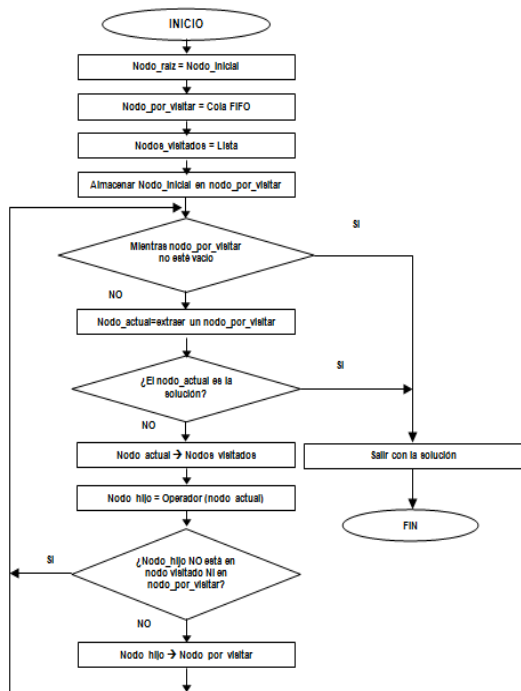 INICIO
Nodo_raiz = Nodo_Inicial
Nodo_por_visitar = Cola FIFO
Nodos_visitados = Lista
Almacenar Nodo_Inicial en nodo_por_visitar
SI
Mientras nodo_por_visitar
no esté vacio
NO
Nodo_actual=extraer un nodo_por_visitar
¿El nodo_actual es la
solución?
SI
NO
Nodo actual → Nodos visitados
Salir con la solución
Nodo hijo = Operador (nodo actual)
FIN
¿Nodo_hijo NO está en
nodo visitado NI en
nodo_por_visitar?
SI
NO
Nodo hijo → Nodo por visitar